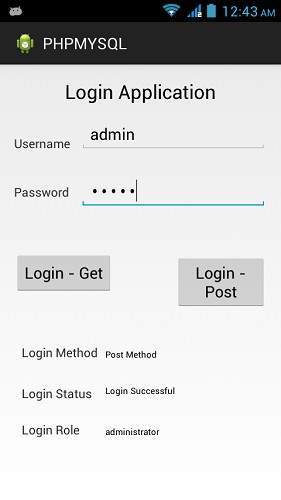 12:43 AM
PHPMYSQL
Login Application
Username admin
Password •••••
Login - Get
Login -
Post
Login Method Post Method
Login Status Login Successful
Login Role administrator